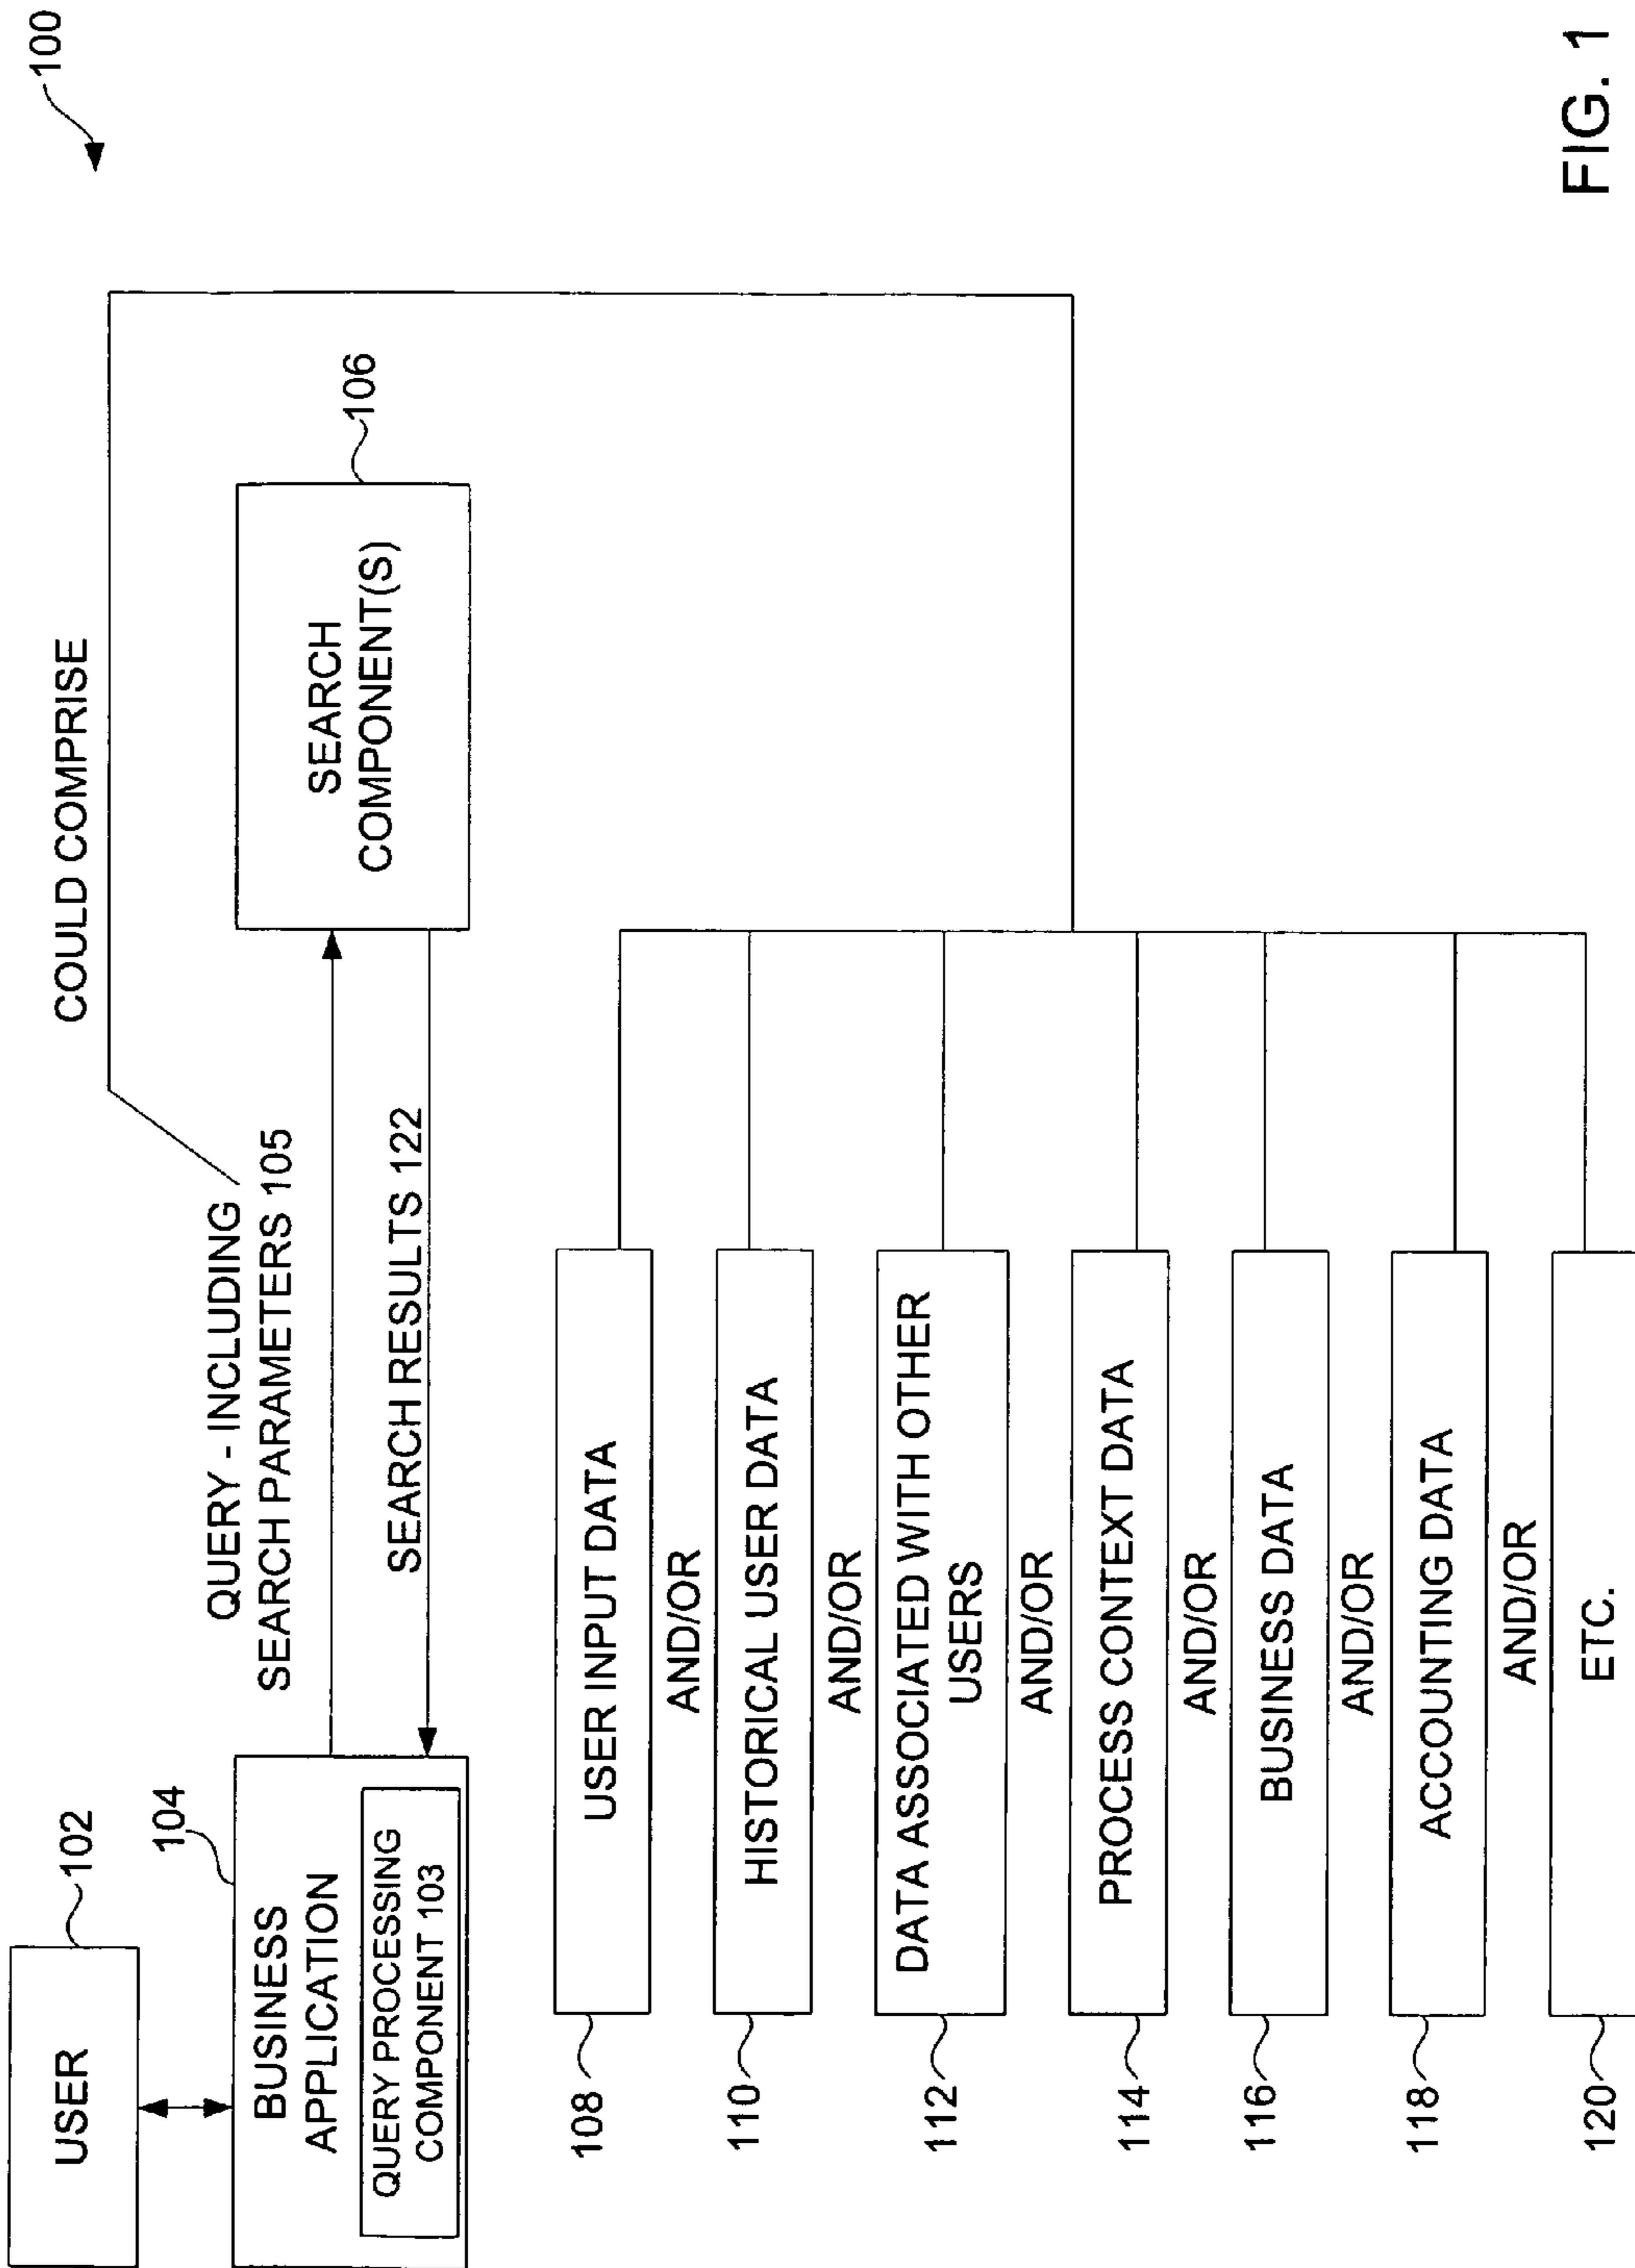 100
COULD COMPRISE
USER
102
104
BUSINESS
APPLICATION
QUERY PROCESSING
COMPONENT 103
QUERY - INCLUDING
SEARCH PARAMETERS 105
SEARCH RESULTS 122
SEARCH
COMPONENT(S)
106
108
USER INPUT DATA
AND/OR
110
HISTORICAL USER DATA
AND/OR
112
DATA ASSOCIATED WITH OTHER
USERS
AND/OR
114
PROCESS CONTEXT DATA
AND/OR
116
BUSINESS DATA
AND/OR
118
ACCOUNTING DATA
AND/OR
120
ETC.
FIG. 1